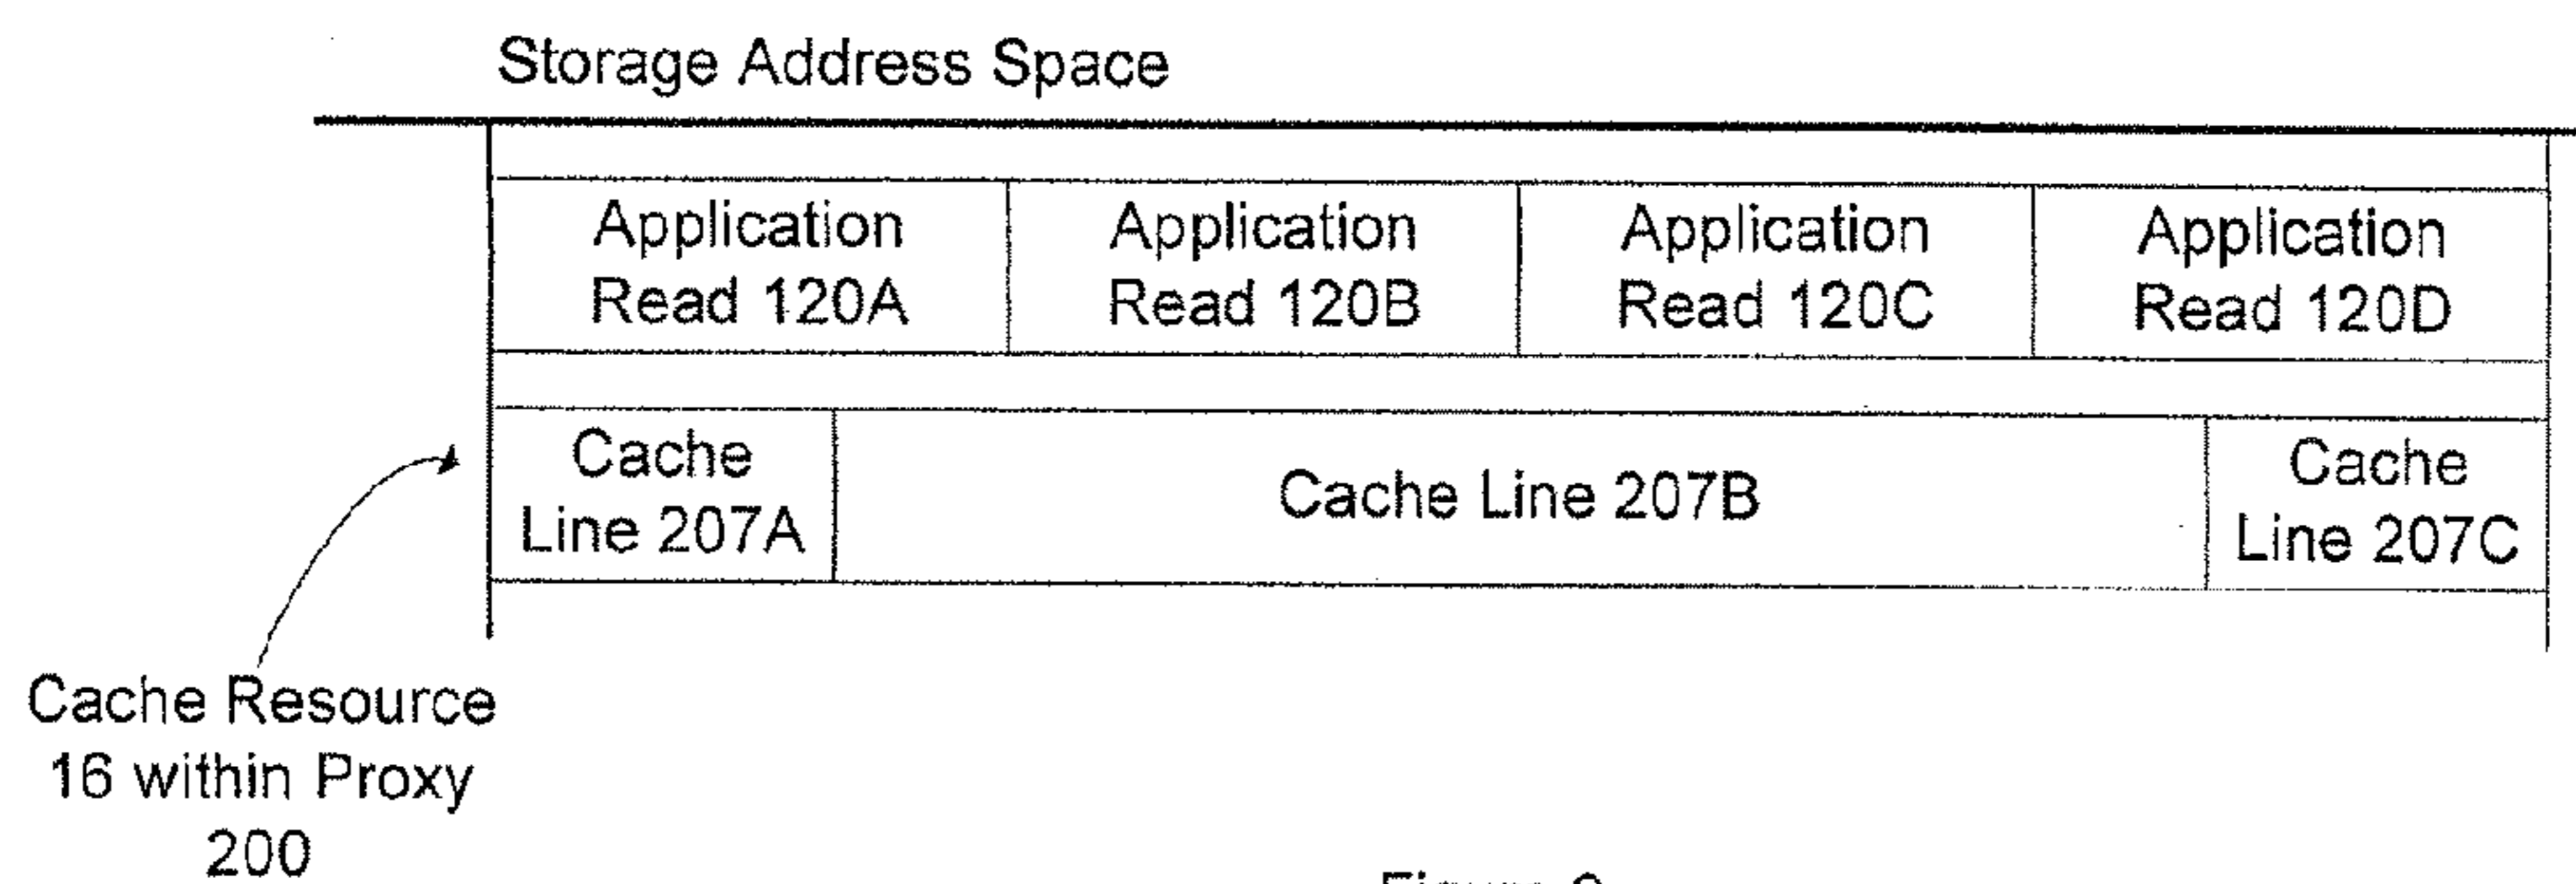 Storage Address Space
Application
Read 120A
Application
Read 120B
Application
Read 120C
Application
Read 120D
Cache
Line 207A
Cache Line 207B
Cache
Line 207C
Cache Resource
16 within Proxy
200